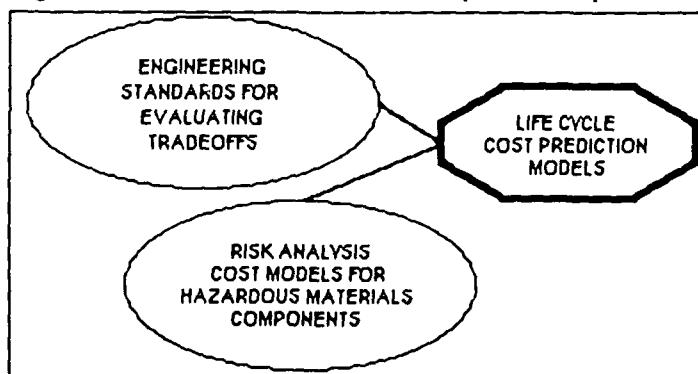 ENGINEERING
STANDARDS FOR
EVALUATING
TRADEOFFS
LIFE CYCLE
COST PREDICTION
MODELS
RISK ANALYSIS
COST MODELS FOR
HAZARDOUS MATERIALS
COMPONENTS